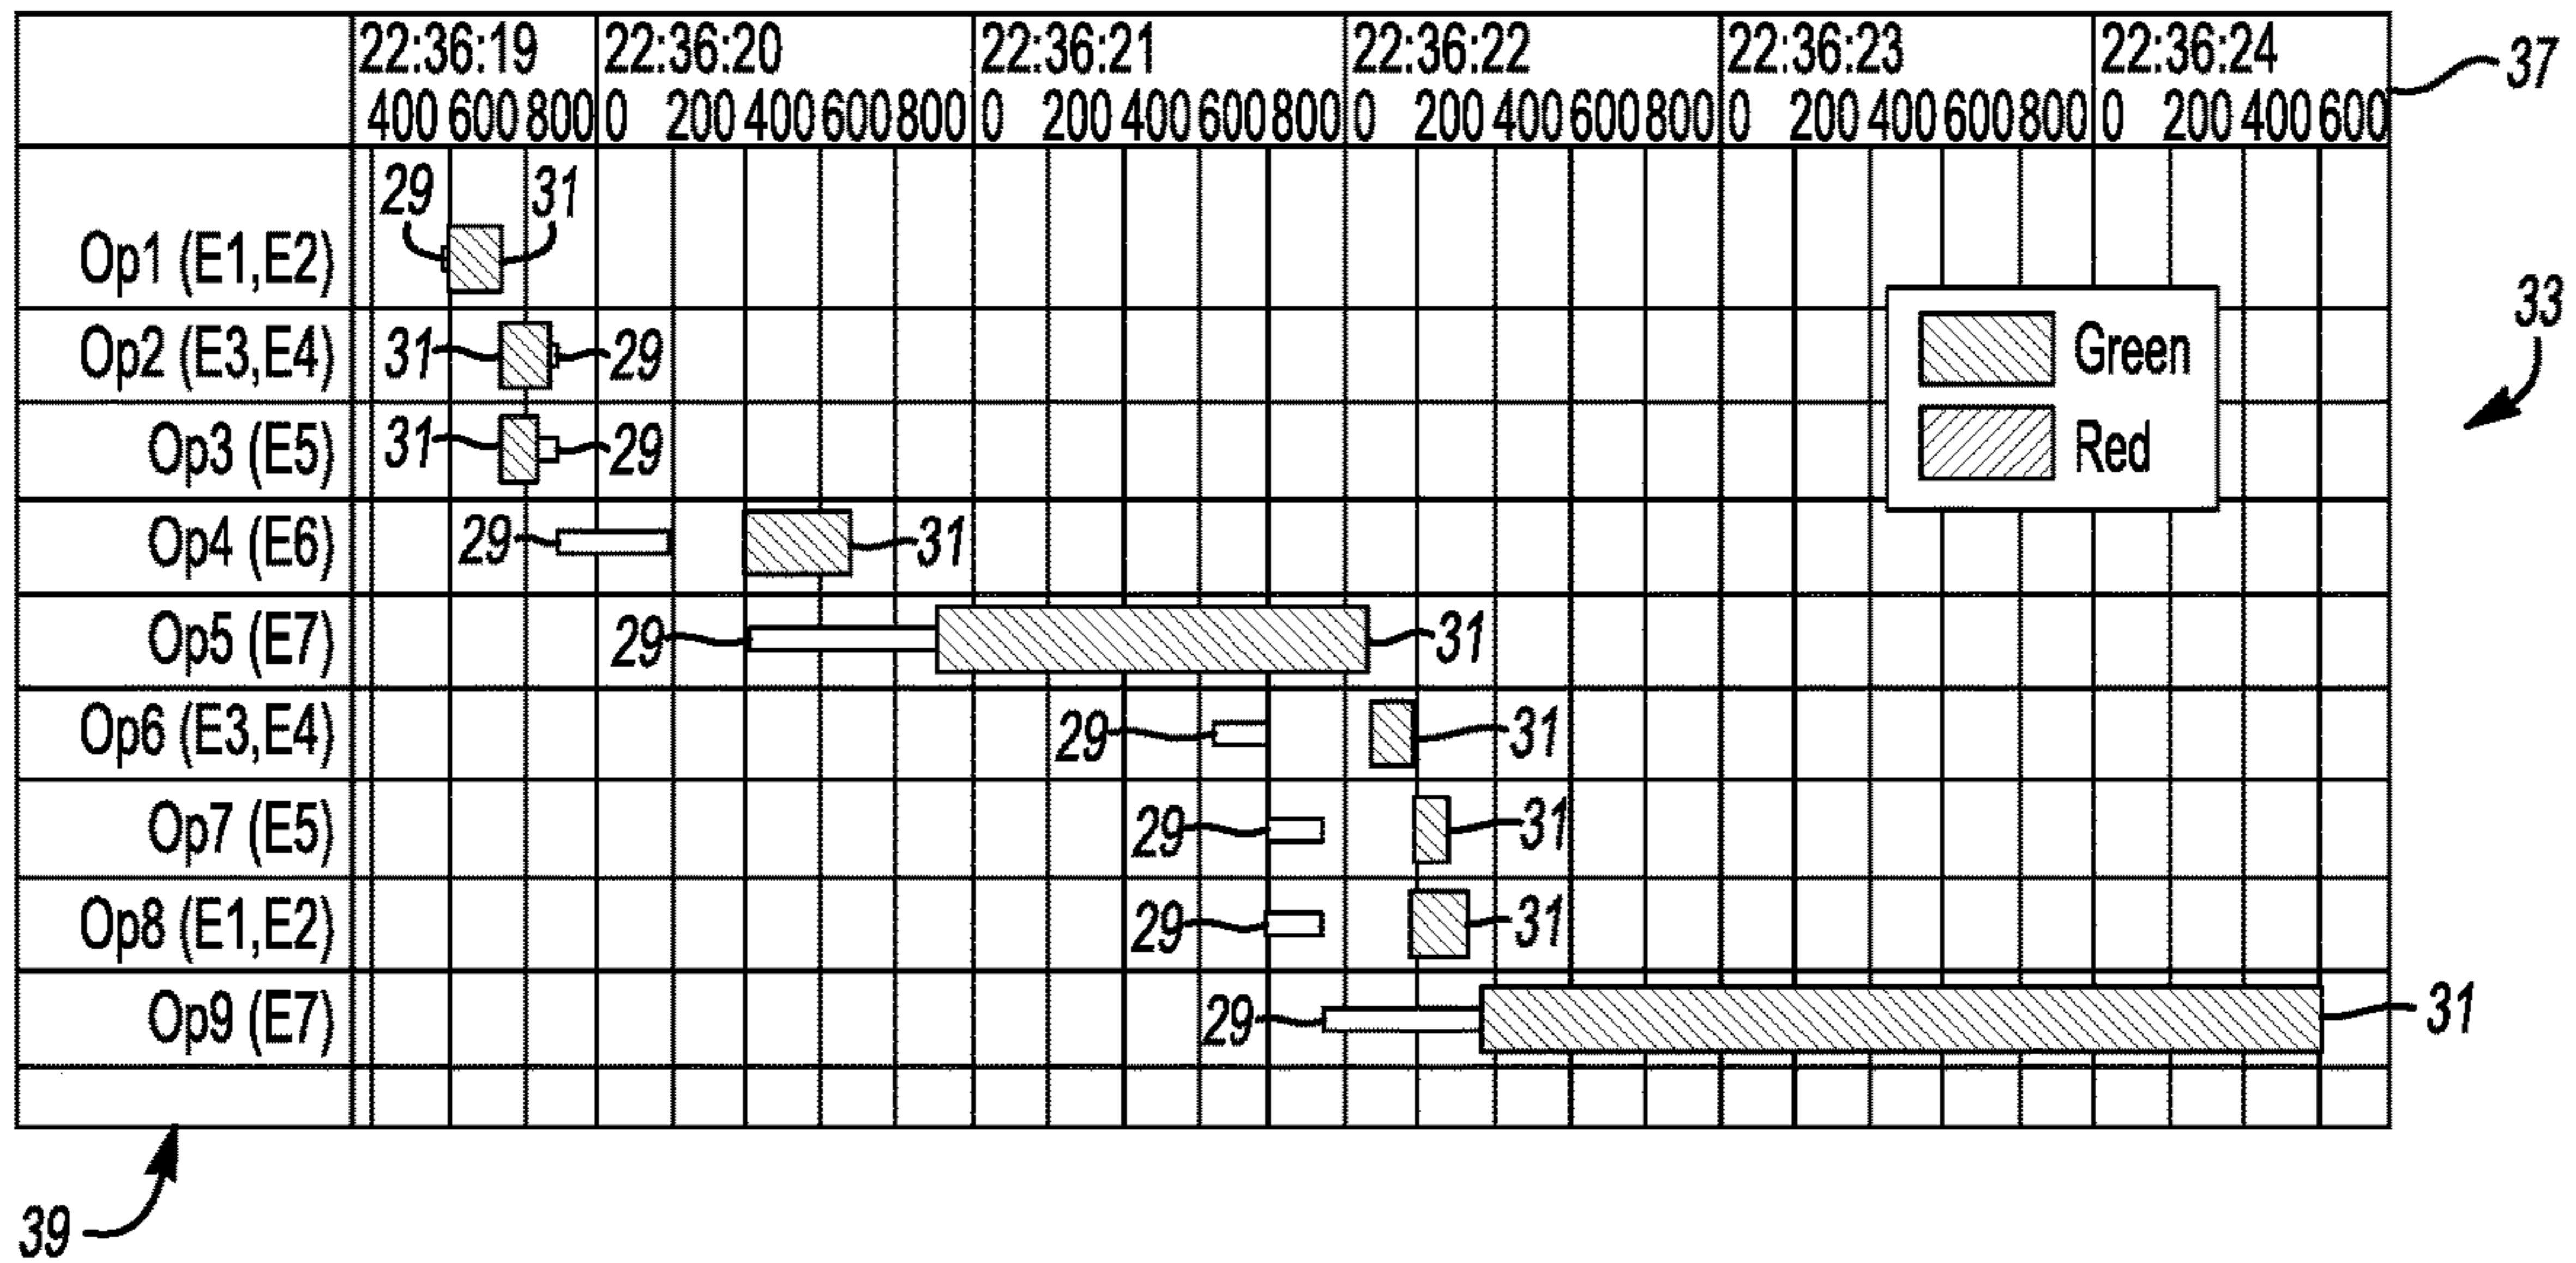 22:36:19 22:36:20 22:36:21 22:36:22 22:36:23 22:36:24
37
400 600 800 0 200 400 600 800 0 200 400 600 800 0 200 400 600 800 0 200 400 600 800 0 200 400 600
29 31
Op1 (E1,E2)
33
Green
Op2 (E3,E4) 31 29
Red
Op3 (E5) 31 29
Op4 (E6) 29 31
Op5 (E7) 29 31
Op6 (E3,E4) 29 31
Op7 (E5) 29 31
Op8 (E1,E2) 29 31
Op9 (E7) 29 31
39